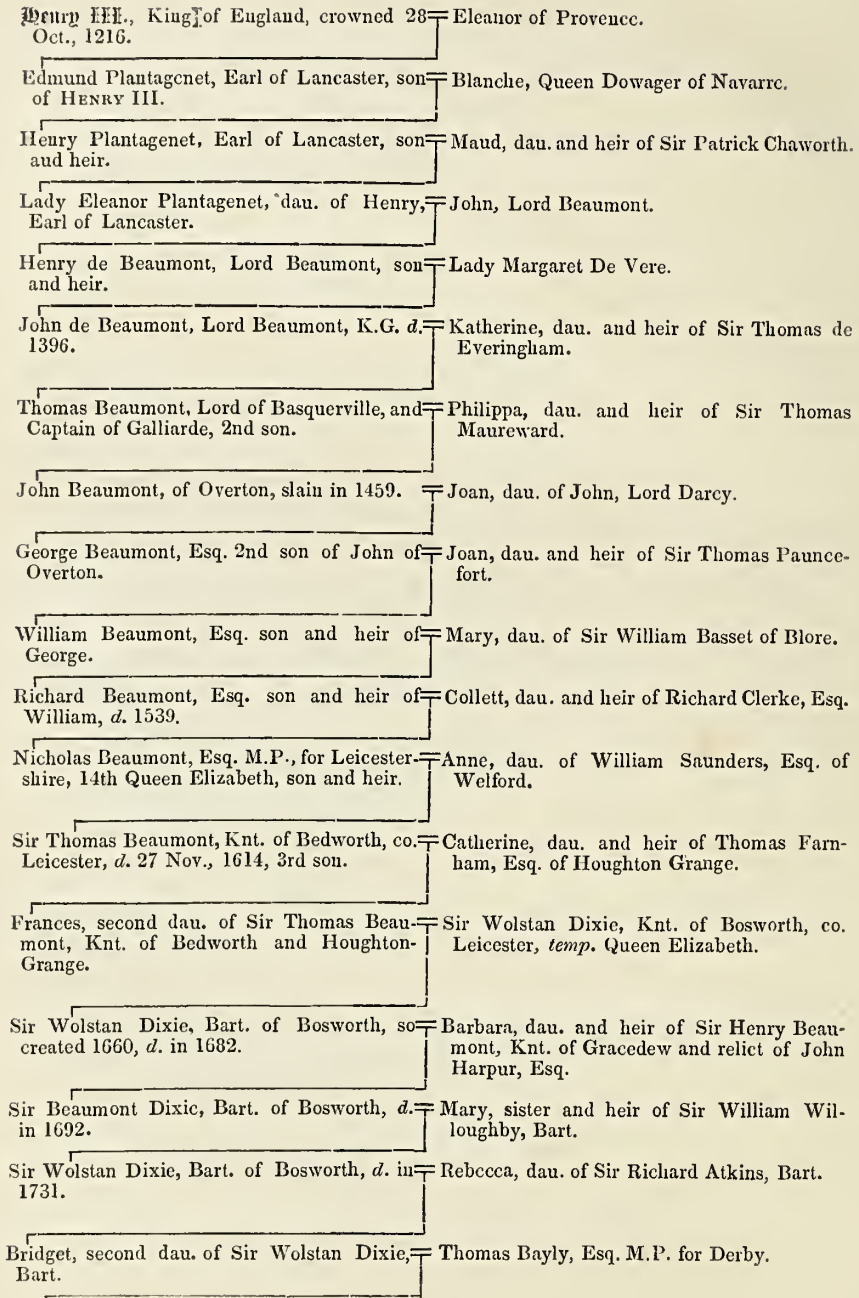 Henry III., King of England, crowned 28 Oct., 1216. = Eleanor of Provence.
Edmund Plantagenet, Earl of Lancaster, son of HENRY III. = Blanche, Queen Dowager of Navarre.
Henry Plantagenet, Earl of Lancaster, son and heir. = Maud, dau. and heir of Sir Patrick Chaworth.
Lady Eleanor Plantagenet, dau. of Henry, Earl of Lancaster. = John, Lord Beaumont.
Henry de Beaumont, Lord Beaumont, son and heir. = Lady Margaret De Vere.
John de Beaumont, Lord Beaumont, K.G. d. 1396. = Katherine, dau. and heir of Sir Thomas de Everingham.
Thomas Beaumont, Lord of Basquerville, and Captain of Galliarde, 2nd son. = Philippa, dau. and heir of Sir Thomas Maureward.
John Beaumont, of Overton, slain in 1459. = Joan, dau. of John, Lord Darcy.
George Beaumont, Esq. 2nd son of John of Overton. = Joan, dau. and heir of Sir Thomas Pauncefort.
William Beaumont, Esq. son and heir of George. = Mary, dau. of Sir William Basset of Blore.
Richard Beaumont, Esq. son and heir of William, d. 1539. = Collett, dau. and heir of Richard Clerke, Esq.
Nicholas Beaumont, Esq. M.P., for Leicestershire, 14th Queen Elizabeth, son and heir. = Anne, dau. of William Saunders, Esq. of Welford.
Sir Thomas Beaumont, Knt. of Bedworth, co. Leicester, d. 27 Nov., 1614, 3rd son. = Catherine, dau. and heir of Thomas Farnham, Esq. of Houghton Grange.
Frances, second dau. of Sir Thomas Beaumont, Knt. of Bedworth and Houghton-Grange. = Sir Wolstan Dixie, Knt. of Bosworth, co. Leicester, temp. Queen Elizabeth.
Sir Wolstan Dixie, Bart. of Bosworth, so created 1660, d. in 1682. = Barbara, dau. and heir of Sir Henry Beaumont, Knt. of Gracedew and relict of John Harpur, Esq.
Sir Beaumont Dixie, Bart. of Bosworth, d. in 1692. = Mary, sister and heir of Sir William Willoughby, Bart.
Sir Wolstan Dixie, Bart. of Bosworth, d. in 1731. = Rebecca, dau. of Sir Richard Atkins, Bart.
Bridget, second dau. of Sir Wolstan Dixie, Bart. = Thomas Bayly, Esq. M.P. for Derby.